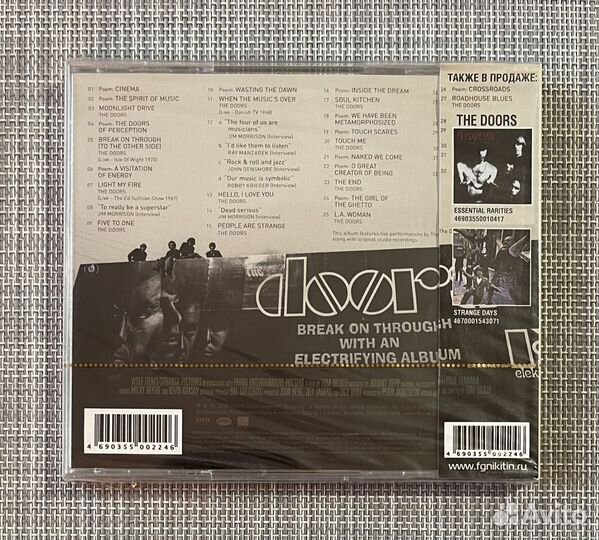 01 Poem: CINEMA
02 Poem: THE SPIRIT OF MUSIC
03 MOONLIGHT DRIVE
THE DOORS
04 Poem: THE DOORS
OF PERCEPTION
05 BREAK ON THROUGH
(TO THE OTHER SIDE)
THE DOORS
(Live - Isle Of Wight 1970)
06 Poem: A VISITATION
OF ENERGY
07 LIGHT MY FIRE
THE DOORS
(Live - The Ed Sullivan Show 1967)
08 "To really be a superstar"
JIM MORRISON (Interview)
09 FIVE TO ONE
THE DOORS
10 Poem: WASTING THE DAWN
11 WHEN THE MUSIC'S OVER
THE DOORS
(Live - Danish TV 1968)
12 a "The four of us are
musicians"
JIM MORRISON (Interview)
b "I'd like them to listen"
RAY MANZAREK (Interview)
c "Rock & roll and jazz"
JOHN DENSMORE (Interview)
d "Our music is symbolic"
ROBBY KRIEGER (Interview)
13 HELLO, I LOVE YOU
THE DOORS
14 "Dead serious"
JIM MORRISON (Interview)
15 PEOPLE ARE STRANGE
THE DOORS
16 Poem: INSIDE THE DREAM
17 SOUL KITCHEN
THE DOORS
18 Poem: WE HAVE BEEN
METAMORPHOSIZED
19 Poem: TOUCH SCARES
20 TOUCH ME
THE DOORS
21 Poem: NAKED WE COME
22 Poem: O GREAT
CREATOR OF BEING
23 THE END
THE DOORS
24 Poem: THE GIRL OF
THE GHETTO
25 L.A. WOMAN
THE DOORS
This album features live performances by The D
along with original studio recordings.
ТАКЖЕ В ПРОДАЖЕ:
26 Poem: CROSSROADS
ROADHOUSE BLUES
THE DOORS
THE DOORS
ESSENTIAL RARITIES
4690355001041​7
STRANGE DAYS
4670001543071
THE
doors
BREAK ON THROUGH
WITH AN
ELECTRIFYING ALBUM
elek
WOLF FILMS/STRANGE PICTURES
4 690355 002246
4 690355 002246
www.fgnikitin.ru
Avito